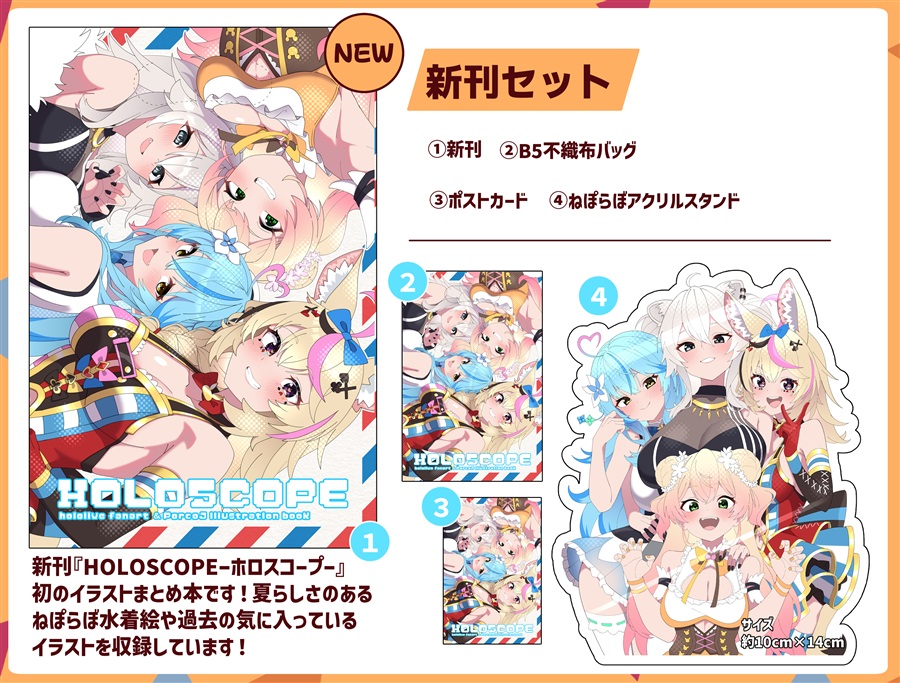 NEW
新刊セット
①新刊 ②B5不織布バッグ
③ポストカード ④ねぽらぼアクリルスタンド
HOLOSCOPE
hololive fanart & ParcoJ illustration book
1
新刊『HOLOSCOPE-ホロスコープ-』
初のイラストまとめ本です！夏らしさのある
ねぽらぼ水着絵や過去の気に入っている
イラストを収録しています！
2
HOLOSCOPE
3
HOLOSCOPE
4
サイズ
約10cm×14cm